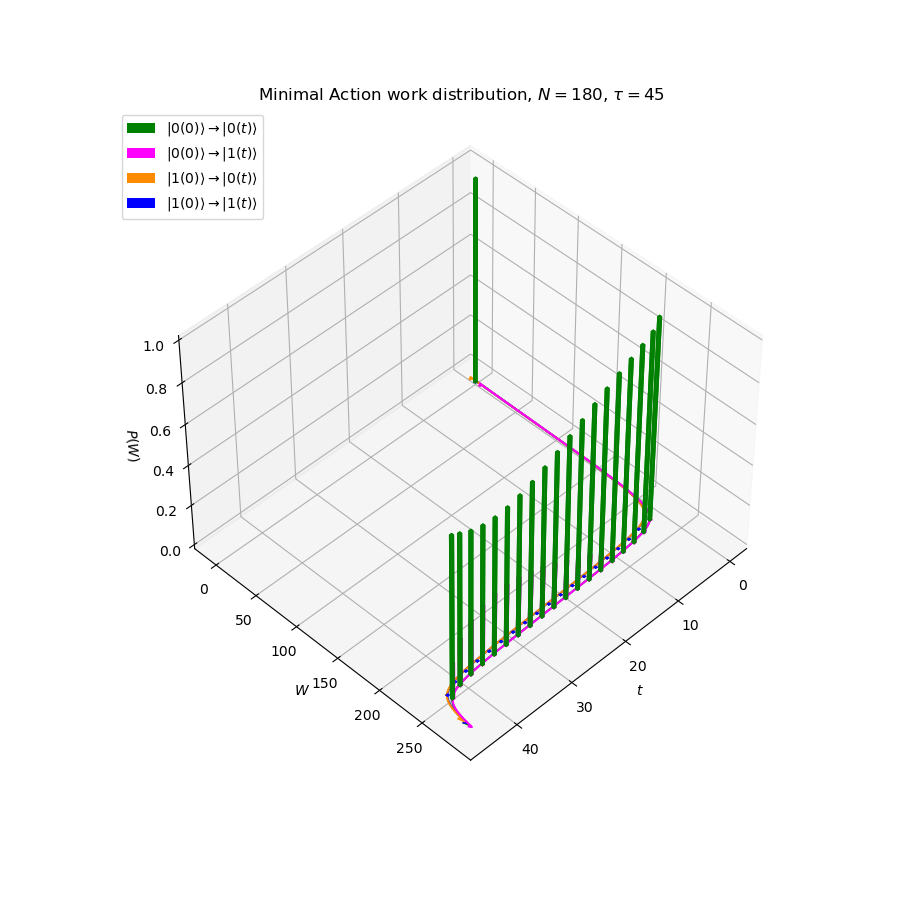 Minimal Action work distribution, N = 180, τ = 45
|0(0)⟩ → |0(t)⟩
|0(0)⟩ → |1(t)⟩
|1(0)⟩ → |0(t)⟩
|1(0)⟩ → |1(t)⟩
1.0
0.8
0.6
0.4
0.2
0.0
P(W)
0
50
100
150
200
250
W
0
10
20
30
40
t